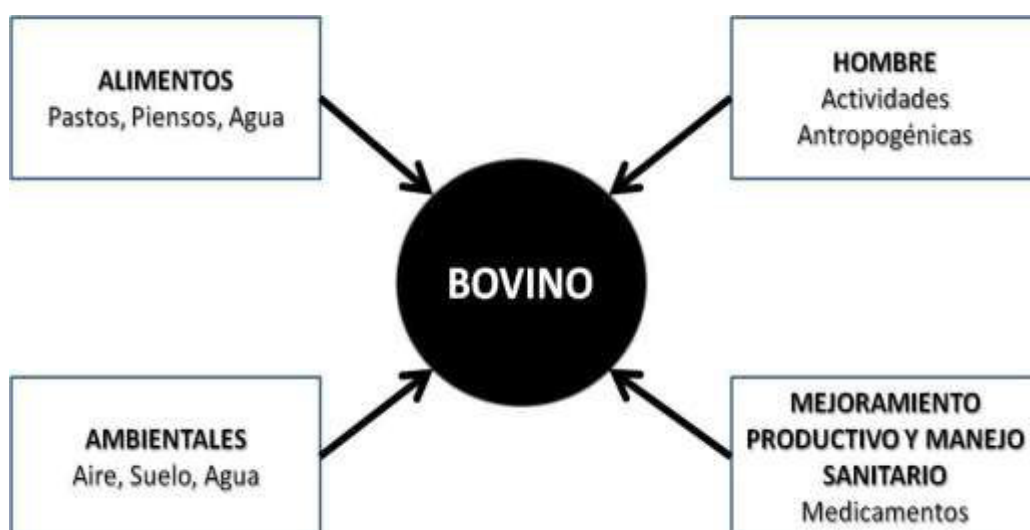 ALIMENTOS
Pastos, Piensos, Agua
HOMBRE
Actividades
Antropogénicas
BOVINO
AMBIENTALES
Aire, Suelo, Agua
MEJORAMIENTO
PRODUCTIVO Y MANEJO
SANITARIO
Medicamentos